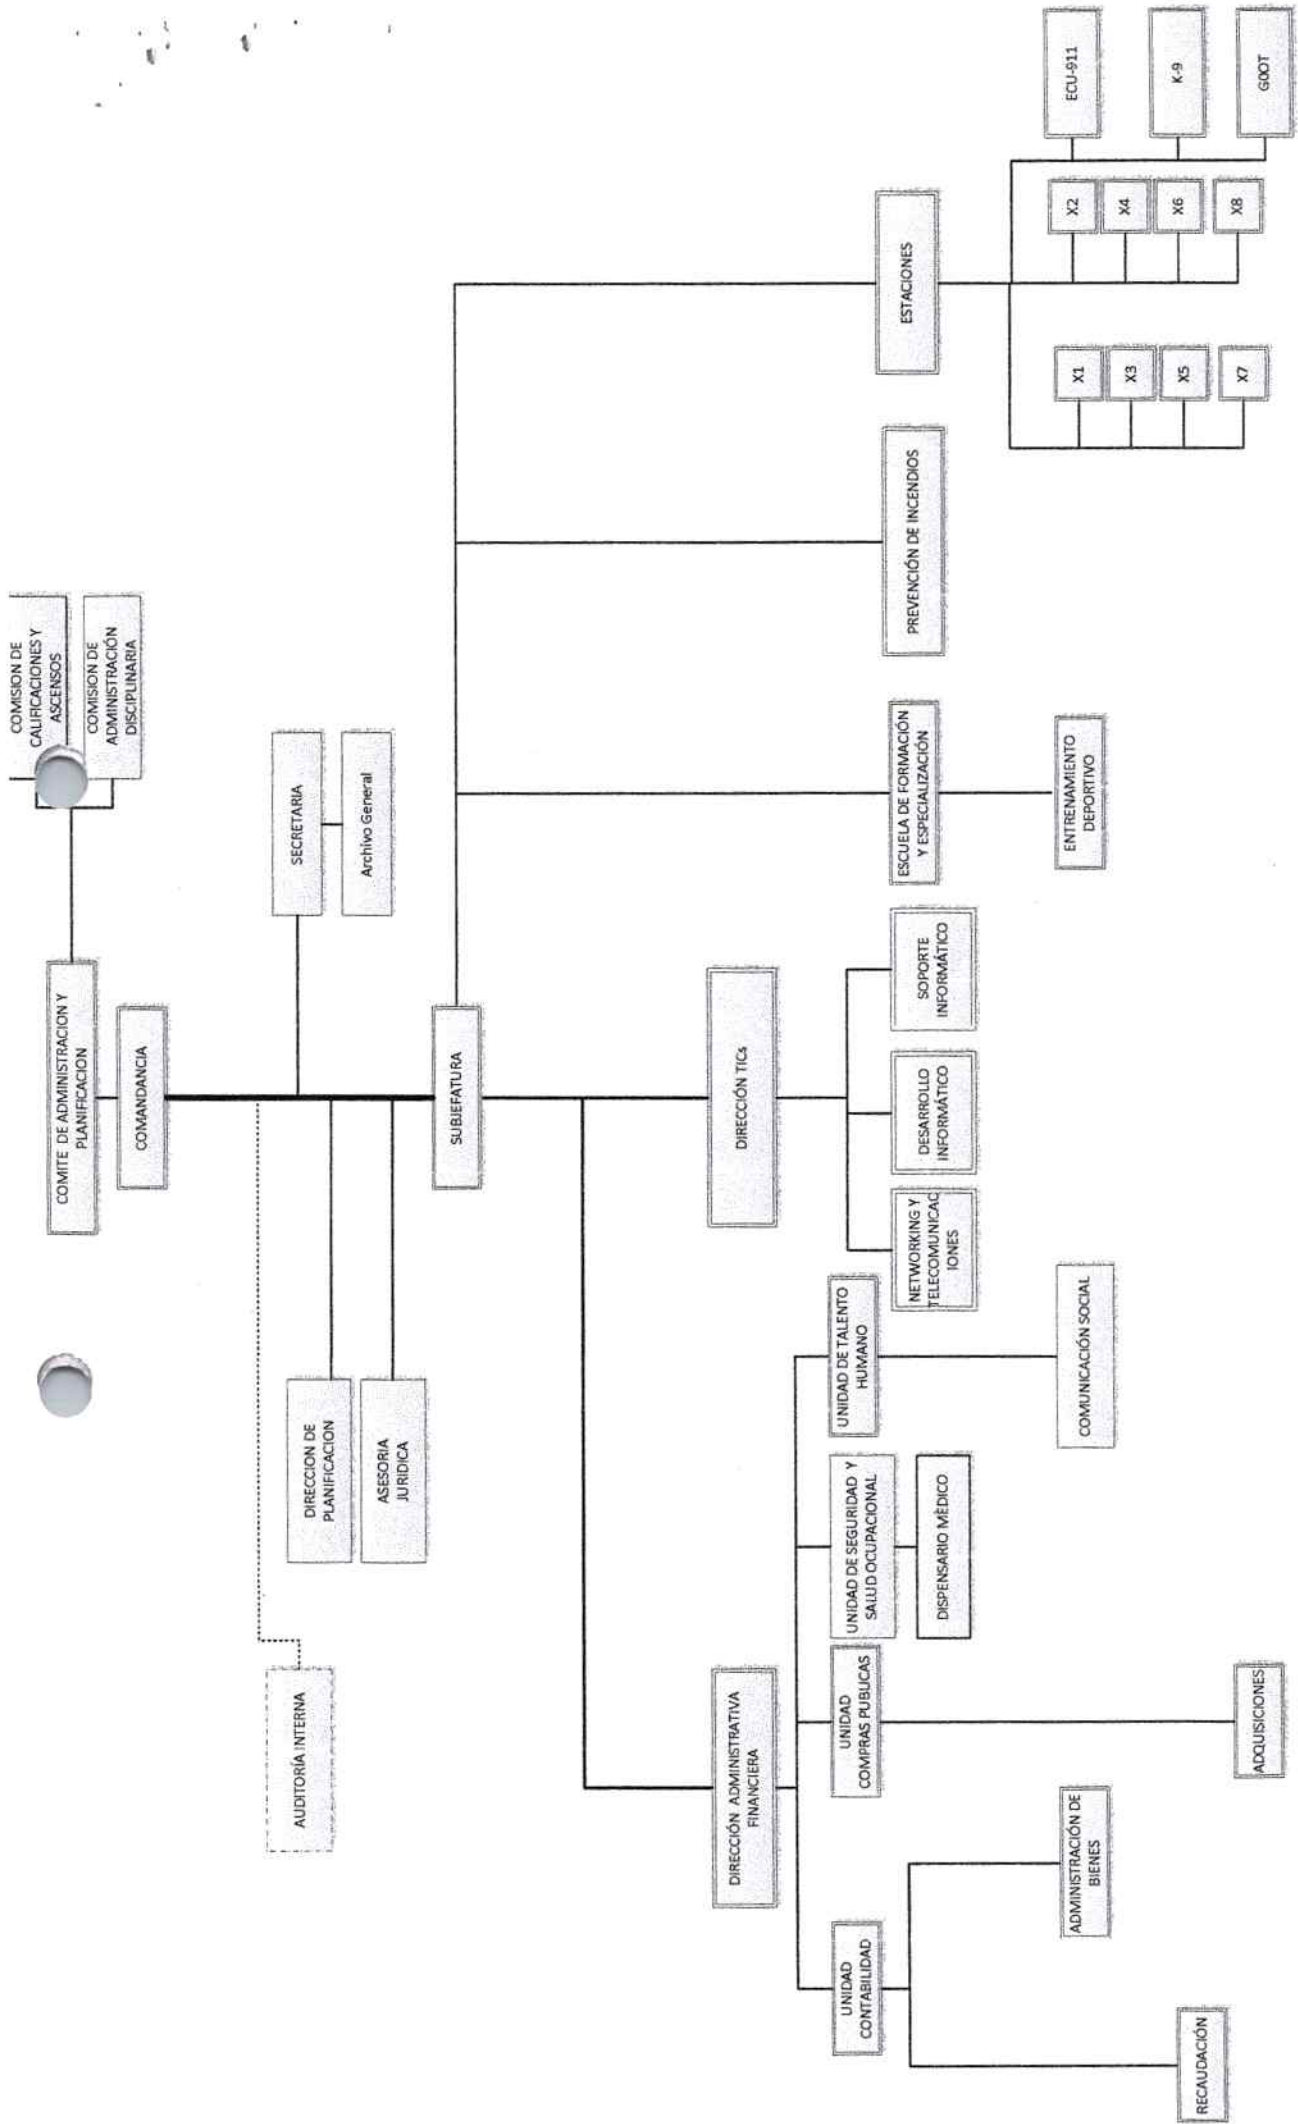 COMISION DE
CALIFICACIONES Y
ASCENSOS
COMISION DE
ADMINISTRACIÓN
DISCIPLINARIA
COMITE DE ADMINISTRACION Y
PLANIFICACION
COMANDANCIA
SECRETARIA
Archivo General
AUDITORÍA INTERNA
DIRECCION DE
PLANIFICACION
ASESORIA
JURIDICA
SUBJEFATURA
DIRECCIÓN ADMINISTRATIVA
FINANCIERA
DIRECCIÓN TICs
UNIDAD
CONTABILIDAD
UNIDAD
COMPRAS PUBLICAS
UNIDAD DE SEGURIDAD Y
SALUD OCUPACIONAL
UNIDAD DE TALENTO
HUMANO
NETWORKING Y
TELECOMUNICAC
IONES
DESARROLLO
INFORMÁTICO
SOPORTE
INFORMÁTICO
ESCUELA DE FORMACIÓN
Y ESPECIALIZACIÓN
PREVENCIÓN DE INCENDIOS
ESTACIONES
DISPENSARIO MÈDICO
RECAUDACIÓN
ADMINISTRACIÓN DE
BIENES
ADQUISICIONES
COMUNICACIÓN SOCIAL
ENTRENAMIENTO
DEPORTIVO
X1
X3
X5
X7
X2
X4
X6
X8
ECU-911
K-9
GOOT